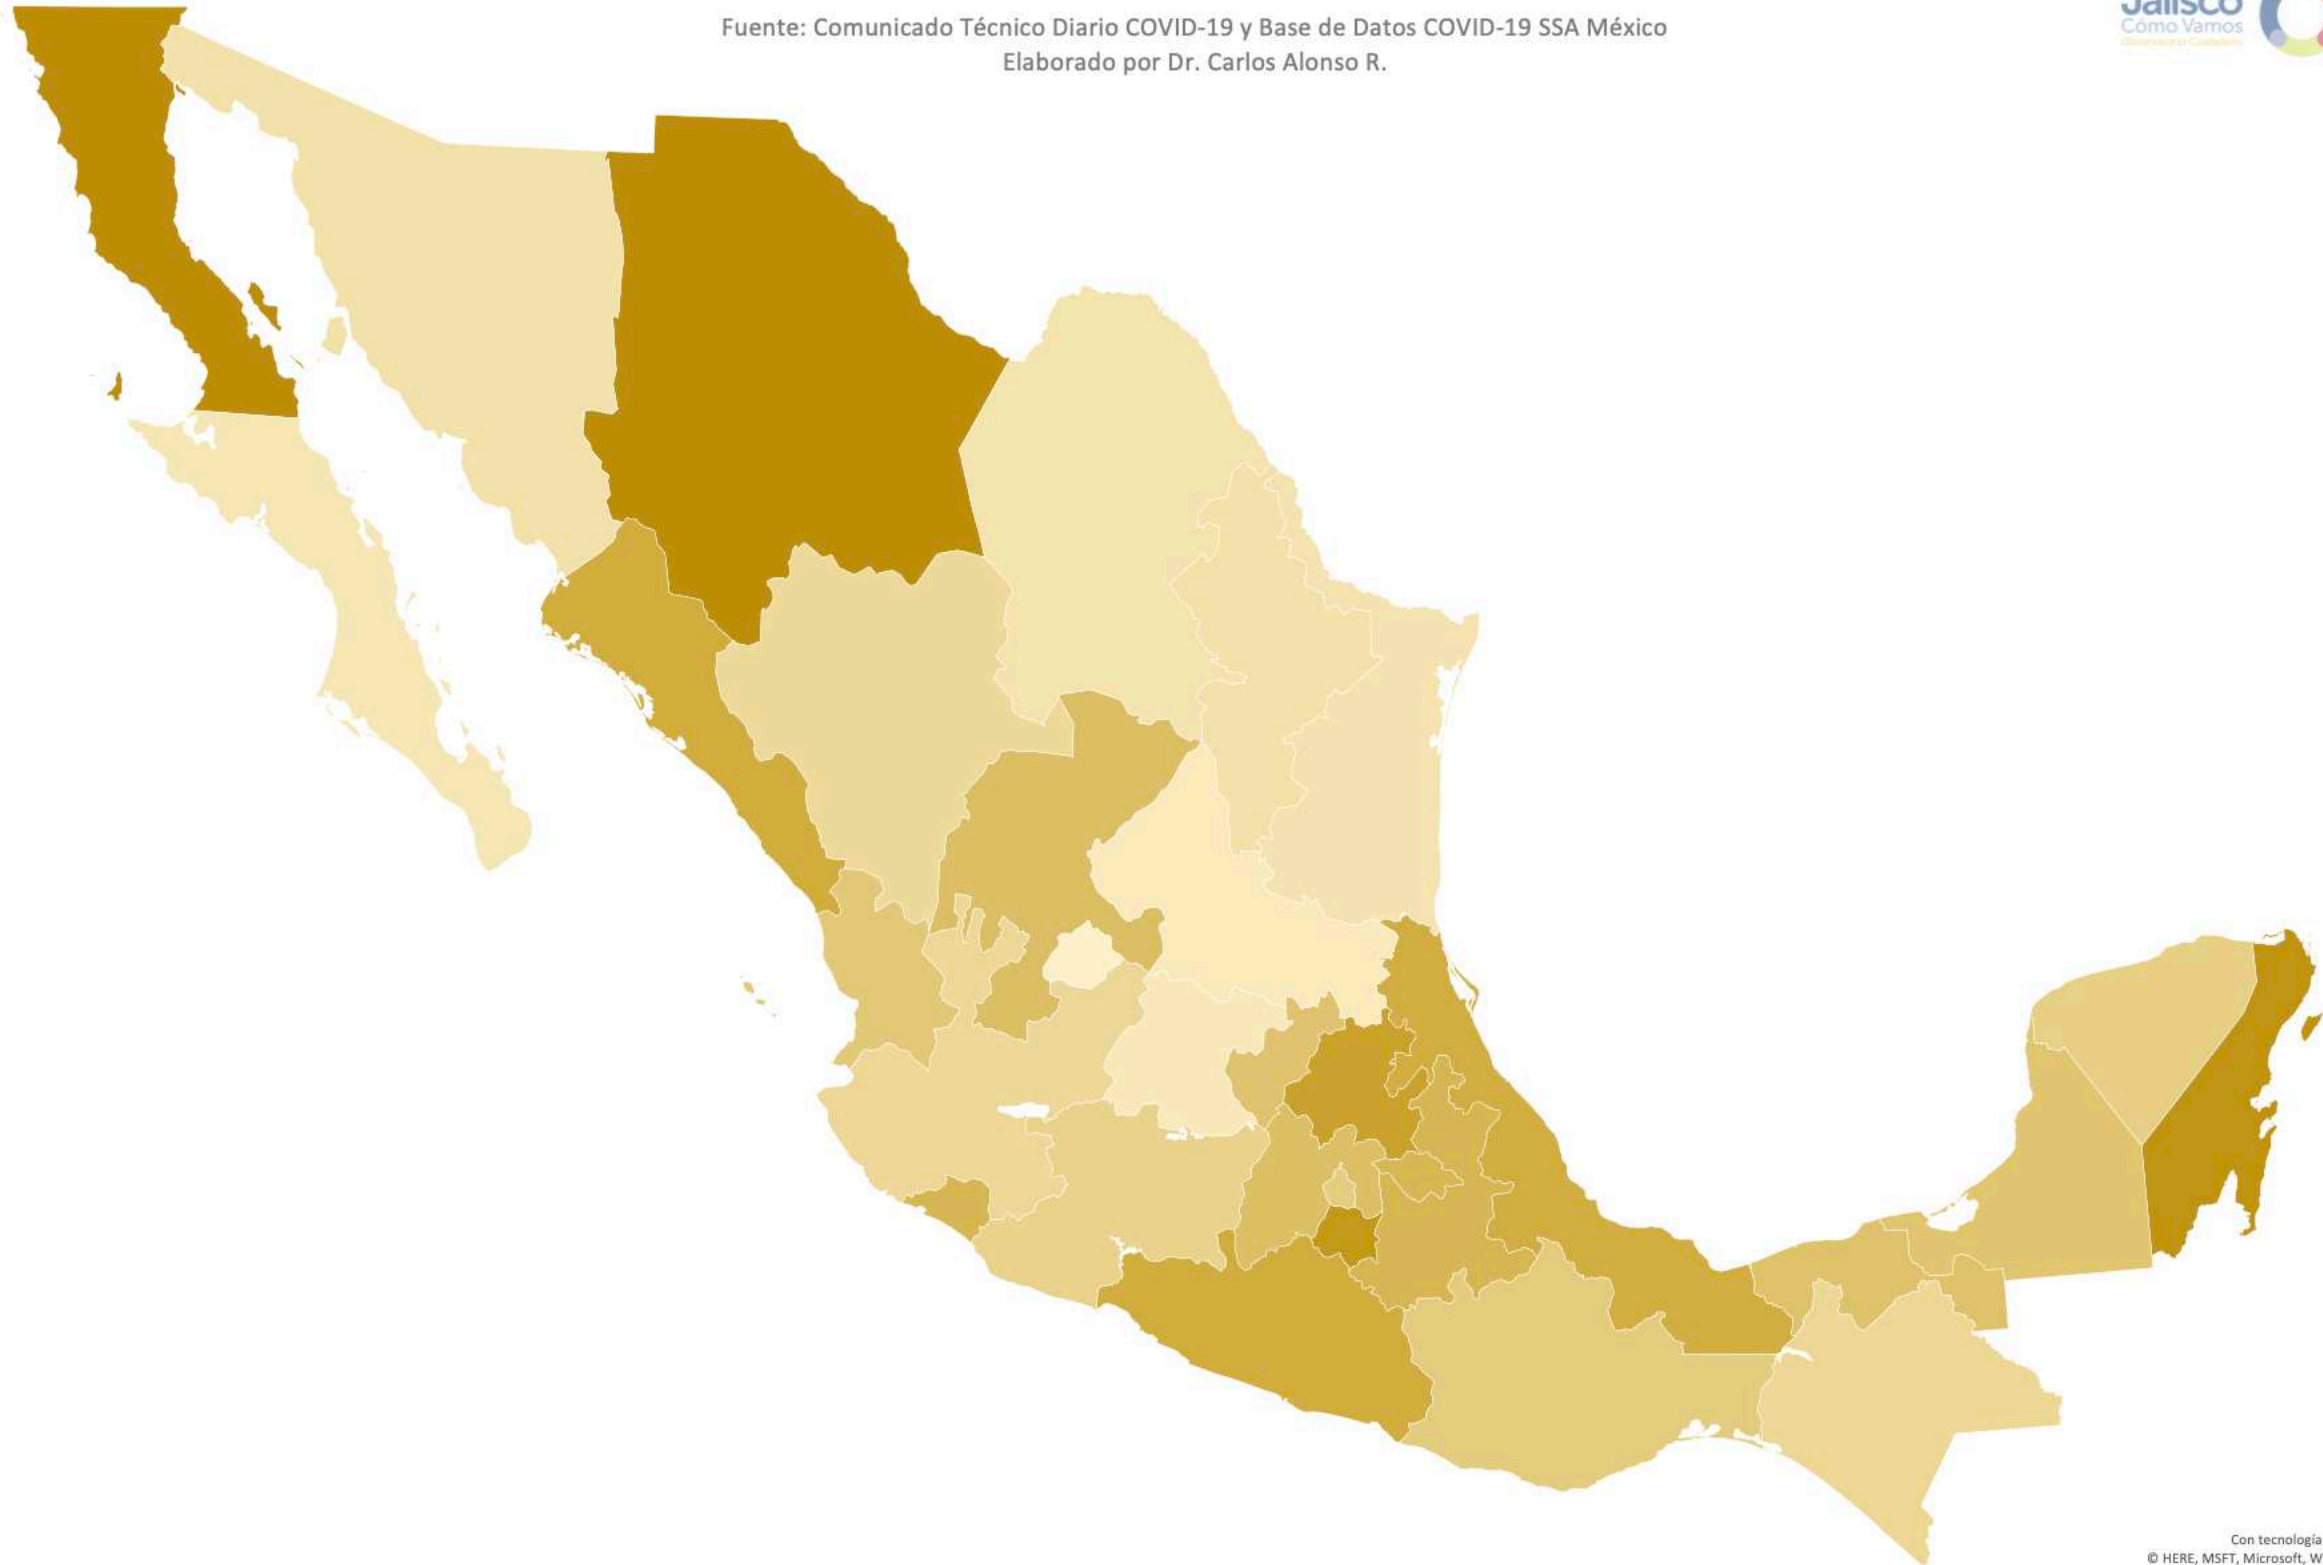 Jalisco
Cómo Vamos
Fuente: Comunicado Técnico Diario COVID-19 y Base de Datos COVID-19 SSA México
Elaborado por Dr. Carlos Alonso R.
Con tecnología
© HERE, MSFT, Microsoft, W